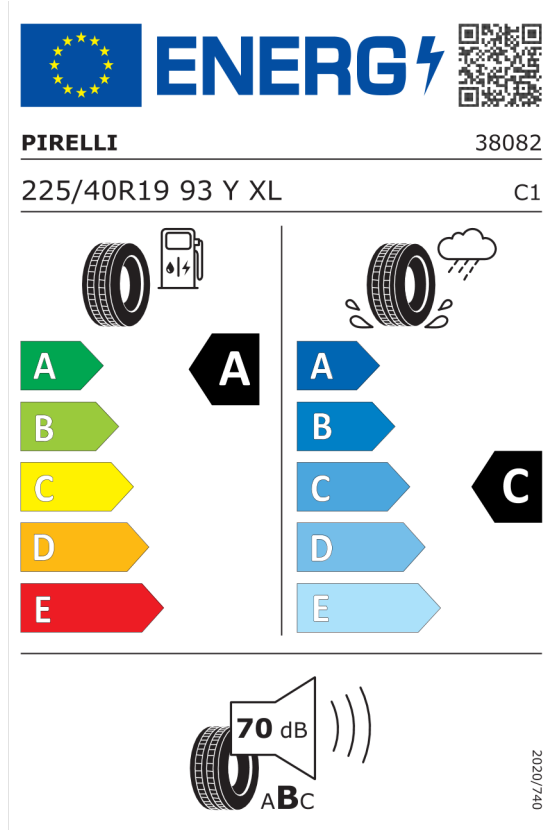 ENERG
PIRELLI 38082
225/40R19 93 Y XL C1
A A A
B B
C C C
D D
E E
70 dB
ABC
2020/740